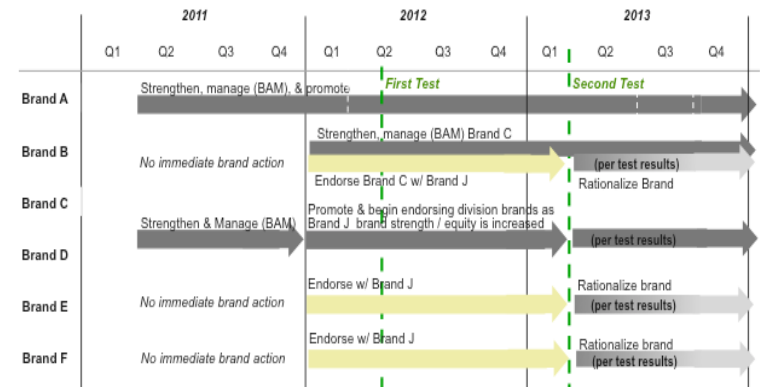 2011 2012 2013
Q1 Q2 Q3 Q4 Q1 Q2 Q3 Q4 Q1 Q2 Q3 Q4
First Test Second Test
Brand A Strengthen, manage (BAM), & promote
Strengthen, manage (BAM) Brand C
Brand B No immediate brand action (per test results)
Endorse Brand C w/ Brand J Rationalize Brand
Brand C
Promote & begin endorsing division brands as
Strengthen & Manage (BAM) Brand J brand strength / equity is increased
(per test results)
Brand D
Endorse w/ Brand J Rationalize brand
Brand E No immediate brand action (per test results)
Endorse w/ Brand J Rationalize brand
Brand F No immediate brand action (per test results)